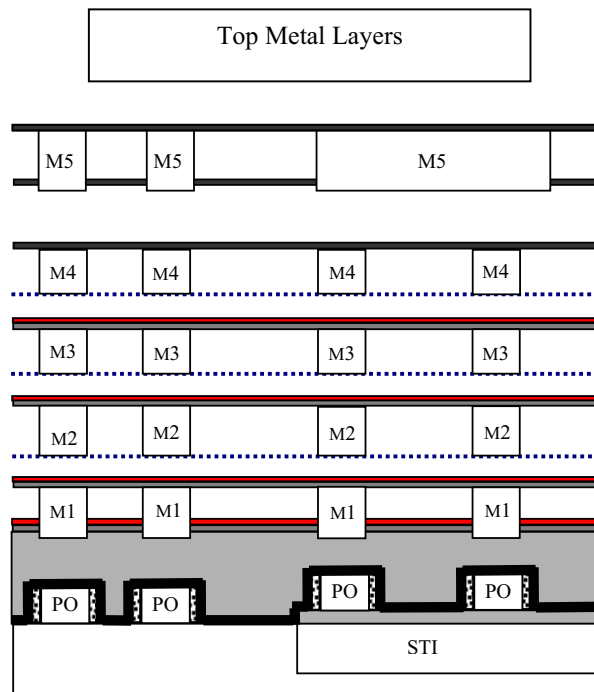 Top Metal Layers
M5 M5 M5
M4 M4 M4 M4
M3 M3 M3 M3
M2 M2 M2 M2
M1 M1 M1 M1
PO PO PO PO
STI